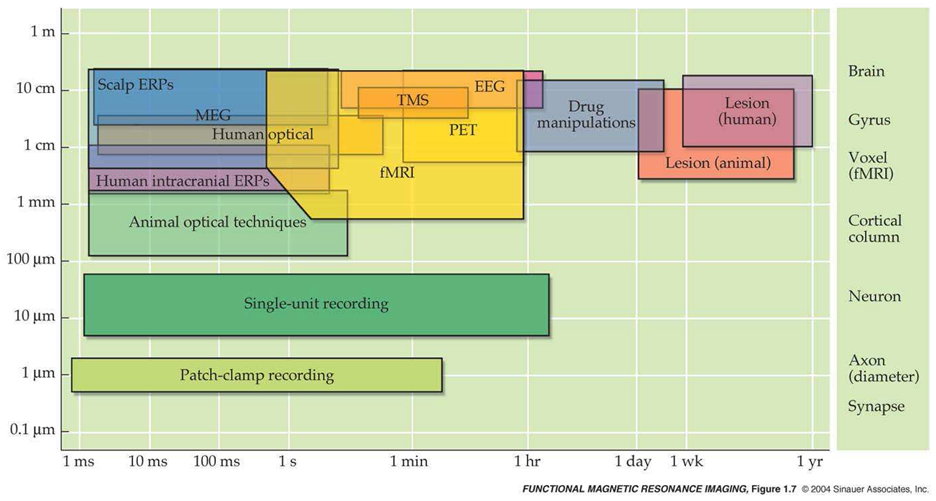 1 m
10 cm
1 cm
1 mm
100 μm
10 μm
1 μm
0.1 μm
Scalp ERPs
MEG
Human optical
Human intracranial ERPs
Animal optical techniques
EEG
TMS
PET
fMRI
Drug
manipulations
Lesion
(human)
Lesion (animal)
Single-unit recording
Patch-clamp recording
Brain
Gyrus
Voxel
(fMRI)
Cortical
column
Neuron
Axon
(diameter)
Synapse
1 ms 10 ms 100 ms 1 s 1 min 1 hr 1 day 1 wk 1 yr
FUNCTIONAL MAGNETIC RESONANCE IMAGING, Figure 1.7 © 2004 Sinauer Associates, Inc.